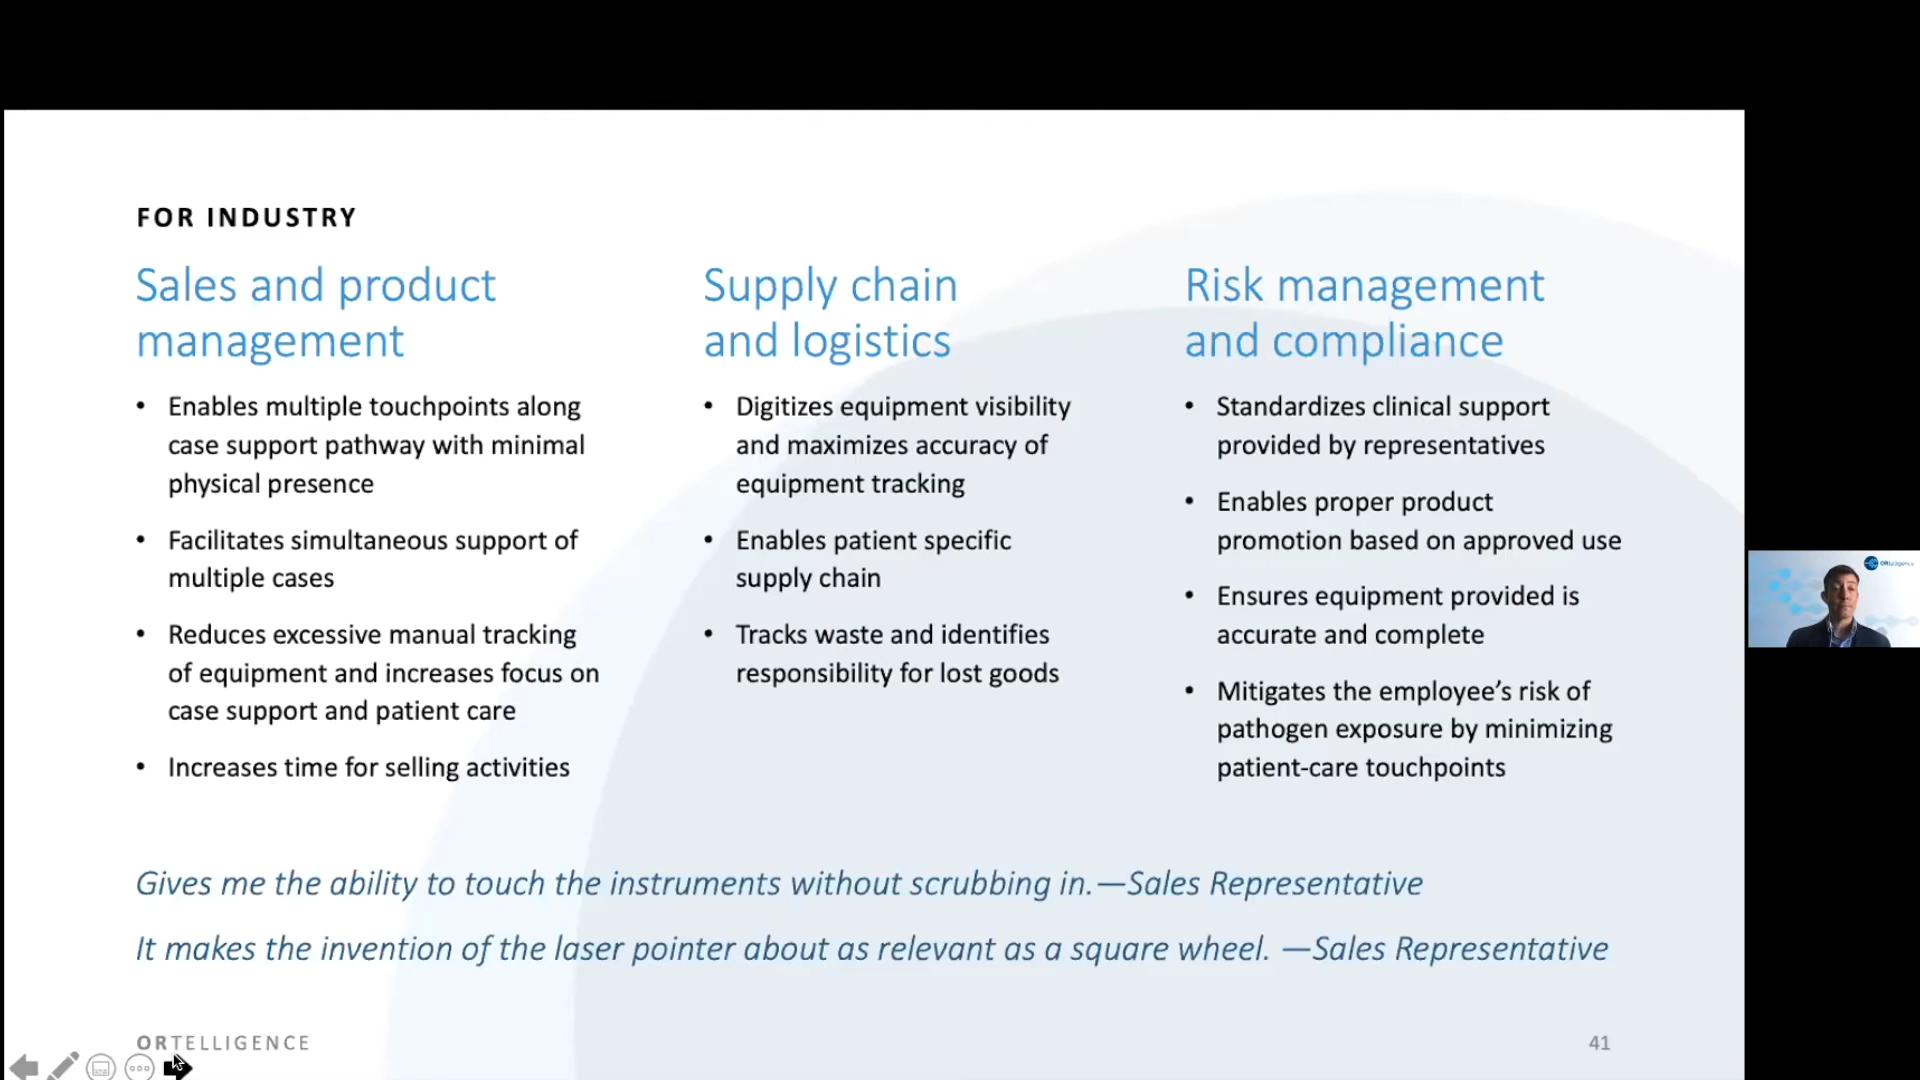 FOR INDUSTRY
Sales and product
management
• Enables multiple touchpoints along
case support pathway with minimal
physical presence
• Facilitates simultaneous support of
multiple cases
• Reduces excessive manual tracking
of equipment and increases focus on
case support and patient care
• Increases time for selling activities
Supply chain
and logistics
• Digitizes equipment visibility
and maximizes accuracy of
equipment tracking
• Enables patient specific
supply chain
• Tracks waste and identifies
responsibility for lost goods
Risk management
and compliance
• Standardizes clinical support
provided by representatives
• Enables proper product
promotion based on approved use
• Ensures equipment provided is
accurate and complete
• Mitigates the employee’s risk of
pathogen exposure by minimizing
patient-care touchpoints
Gives me the ability to touch the instruments without scrubbing in.—Sales Representative
It makes the invention of the laser pointer about as relevant as a square wheel. —Sales Representative
ORTELLIGENCE
41
ORtelligence